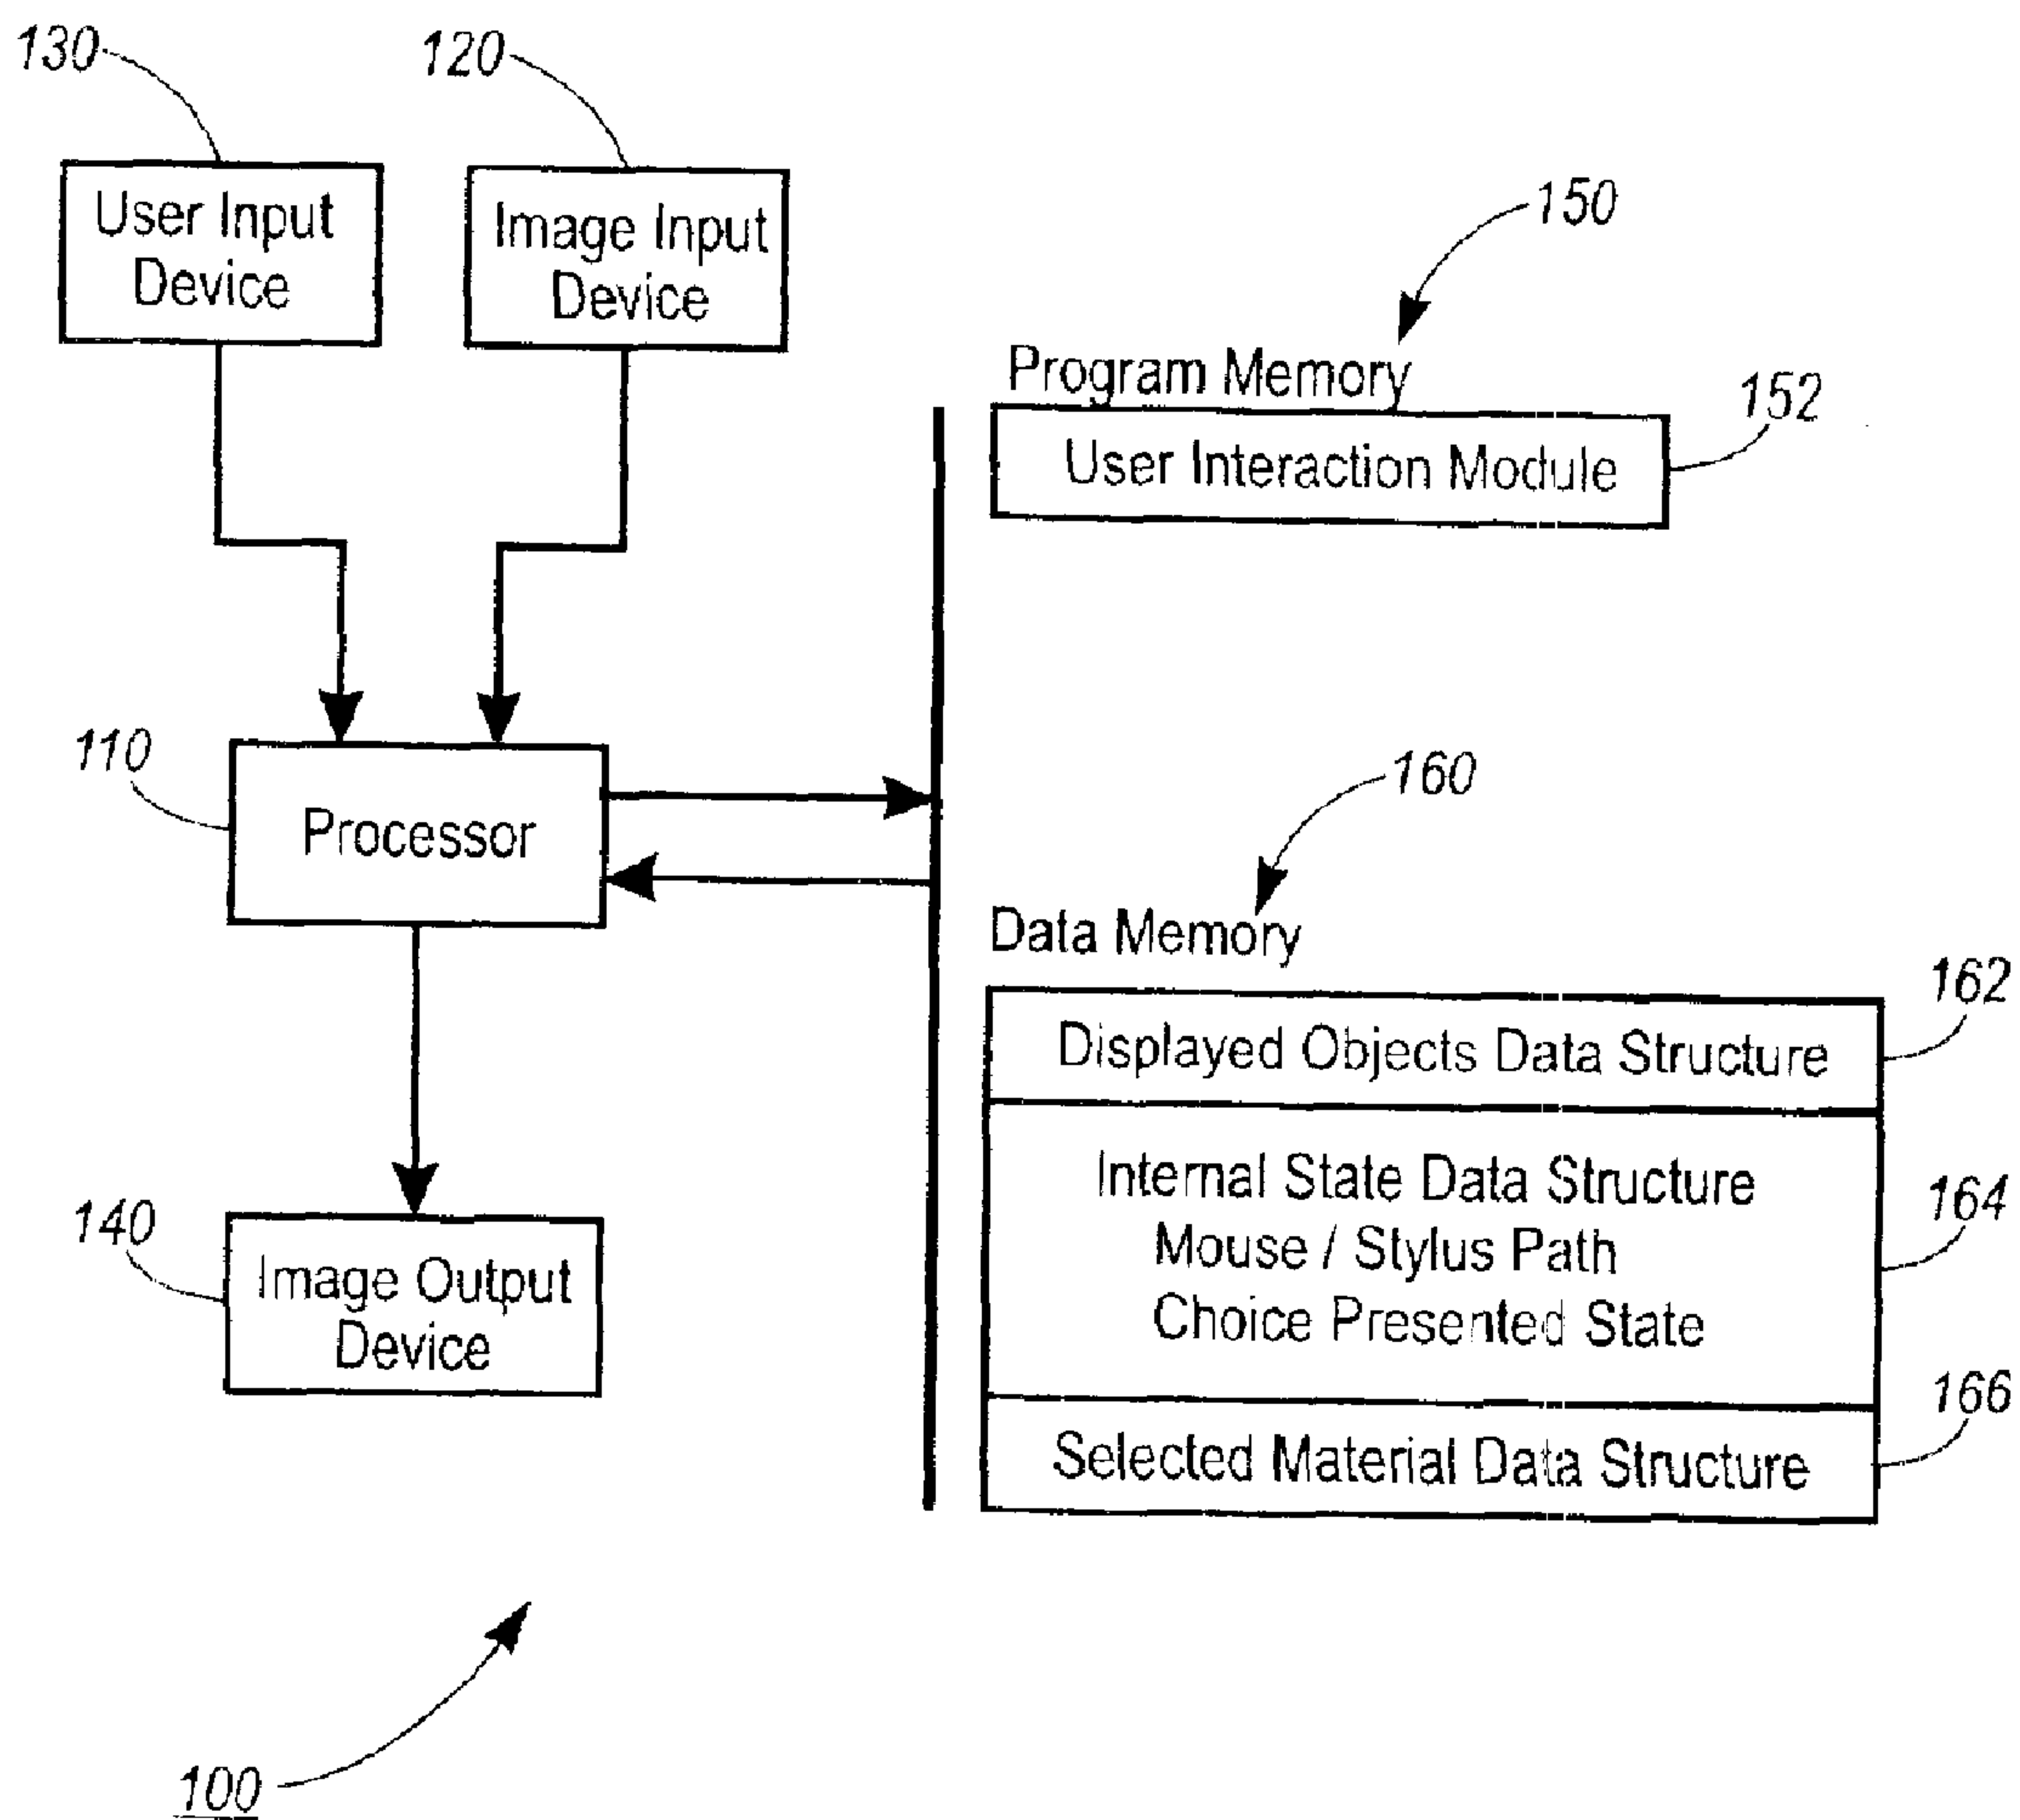 130
120
User Input
Device
Image Input
Device
150
Program Memory
152
User Interaction Module
110
Processor
160
Data Memory
162
Displayed Objects Data Structure
Internal State Data Structure
Mouse / Stylus Path
Choice Presented State
164
140
Image Output
Device
166
Selected Material Data Structure
100